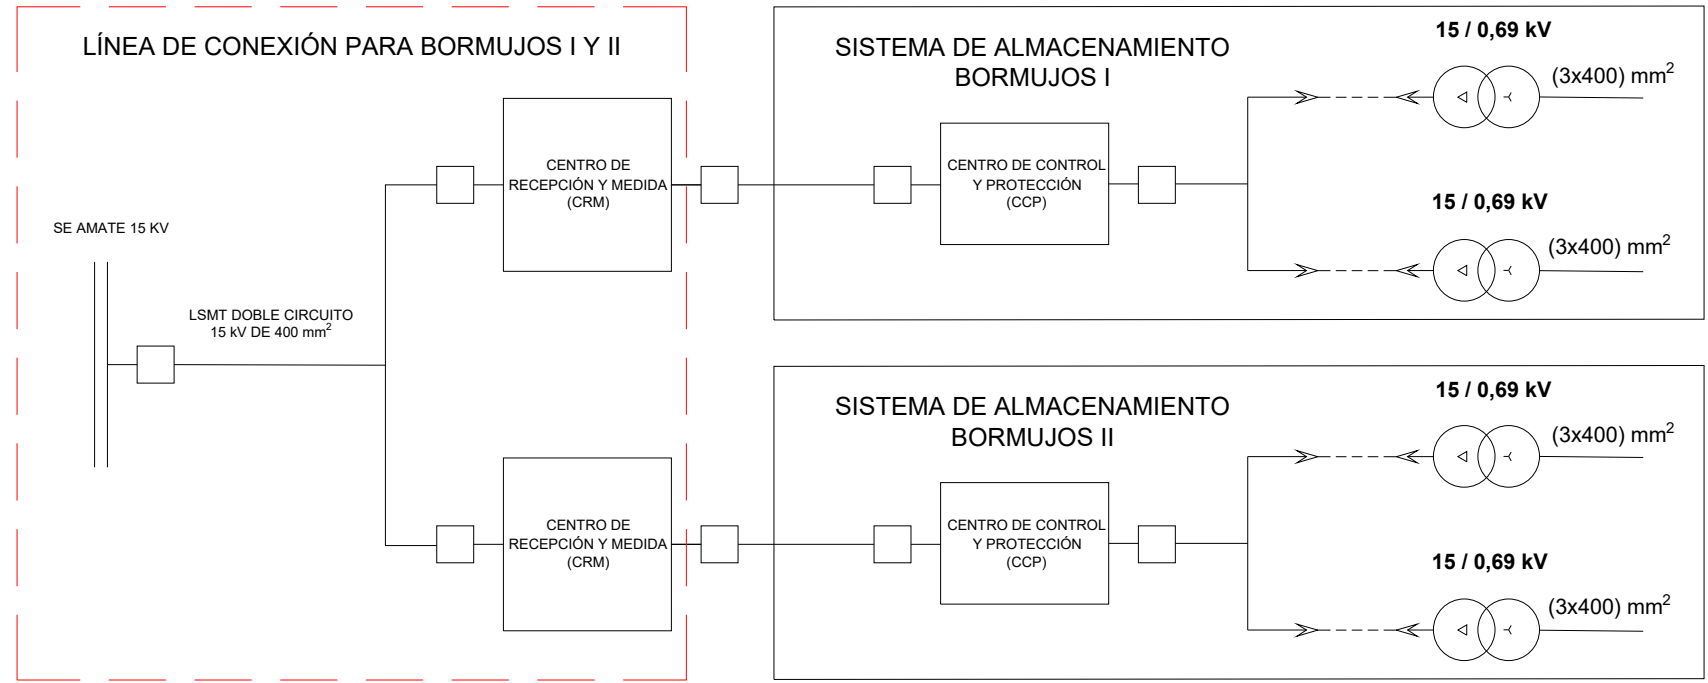 LÍNEA DE CONEXIÓN PARA BORMUJOS I Y II
SE AMATE 15 KV
LSMT DOBLE CIRCUITO
15 kV DE 400 mm²
CENTRO DE
RECEPCIÓN Y MEDIDA
(CRM)
CENTRO DE
RECEPCIÓN Y MEDIDA
(CRM)
SISTEMA DE ALMACENAMIENTO
BORMUJOS I
CENTRO DE CONTROL
Y PROTECCIÓN
(CCP)
15 / 0,69 kV
(3x400) mm²
15 / 0,69 kV
(3x400) mm²
SISTEMA DE ALMACENAMIENTO
BORMUJOS II
CENTRO DE CONTROL
Y PROTECCIÓN
(CCP)
15 / 0,69 kV
(3x400) mm²
15 / 0,69 kV
(3x400) mm²